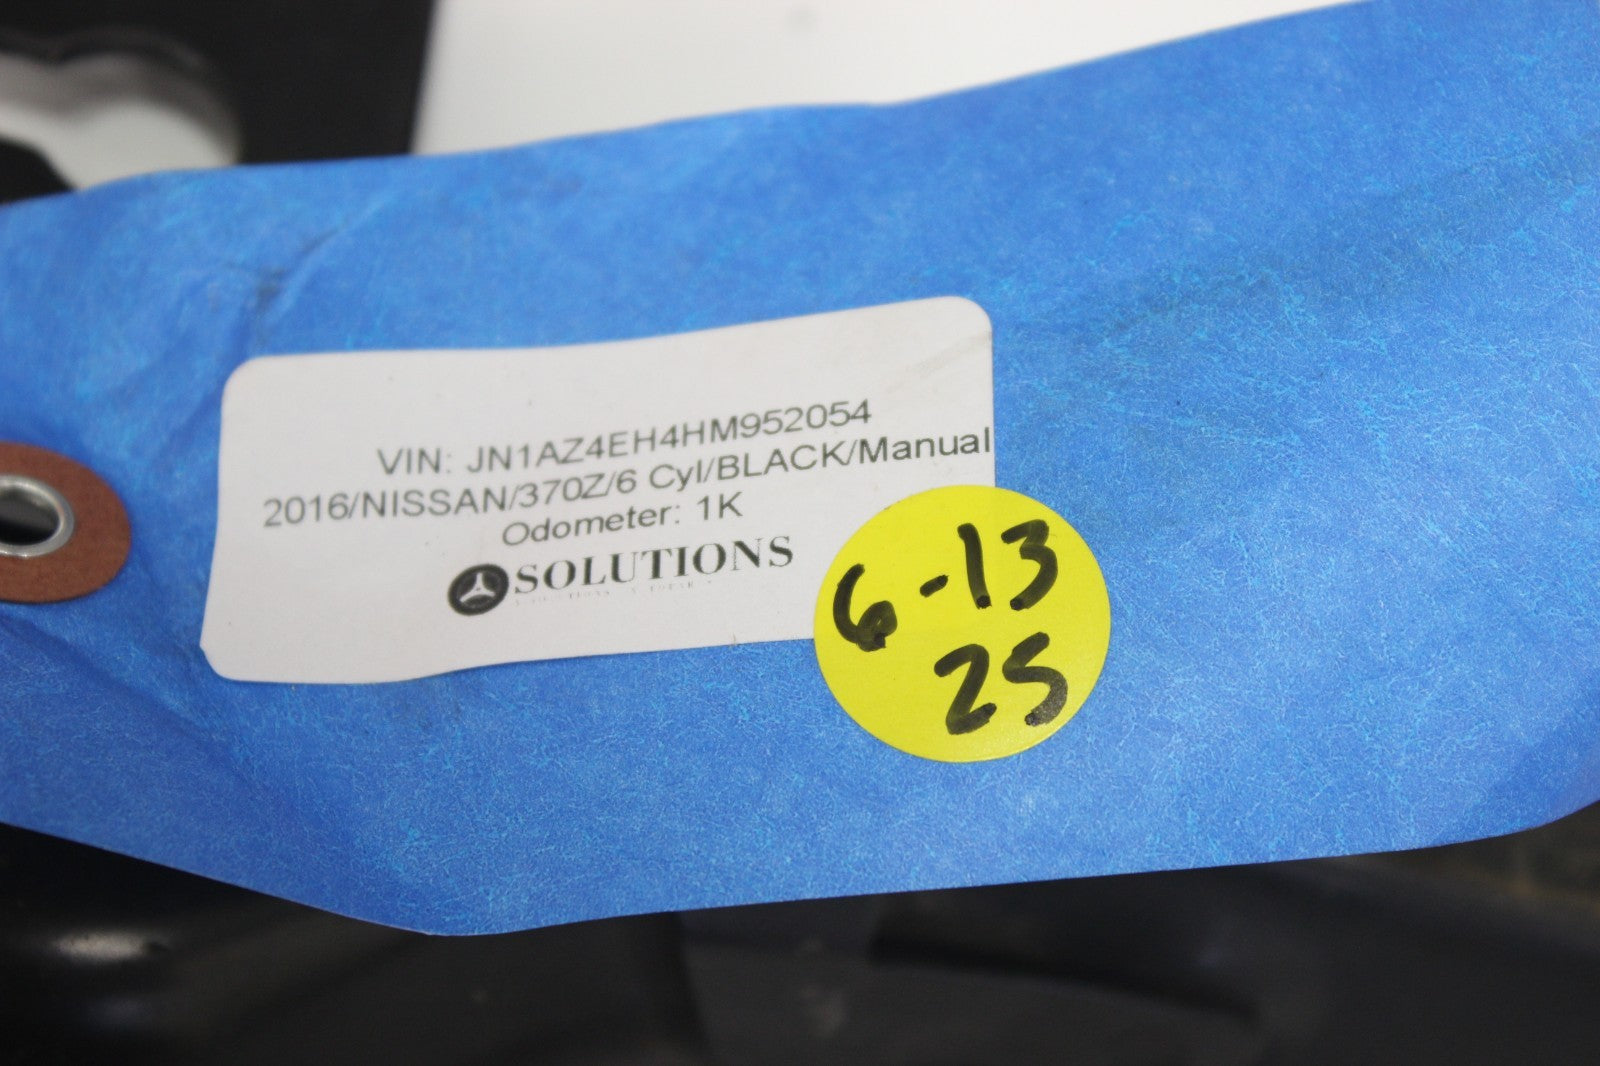 VIN: JN1AZ4EH4HM952054
2016/NISSAN/370Z/6 Cyl/BLACK/Manual
Odometer: 1K
SOLUTIONS
6-13
25